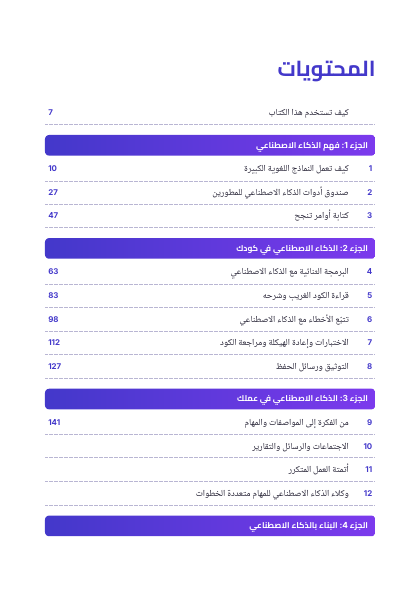 المحتويات
كيف تستخدم هذا الكتاب 7
الجزء 1: فهم الذكاء الاصطناعي
1 كيف تعمل النماذج اللغوية الكبيرة 10
2 صندوق أدوات الذكاء الاصطناعي للمطورين 27
3 كتابة أوامر تنجح 47
الجزء 2: الذكاء الاصطناعي في كودك
4 البرمجة الثنائية مع الذكاء الاصطناعي 63
5 قراءة الكود الغريب وشرحه 83
6 تتبّع الأخطاء مع الذكاء الاصطناعي 98
7 الاختبارات وإعادة الهيكلة ومراجعة الكود 112
8 التوثيق ورسائل الحفظ 127
الجزء 3: الذكاء الاصطناعي في عملك
9 من الفكرة إلى المواصفات والمهام 141
10 الاجتماعات والرسائل والتقارير
11 أتمتة العمل المتكرر
12 وكلاء الذكاء الاصطناعي للمهام متعددة الخطوات
الجزء 4: البناء بالذكاء الاصطناعي